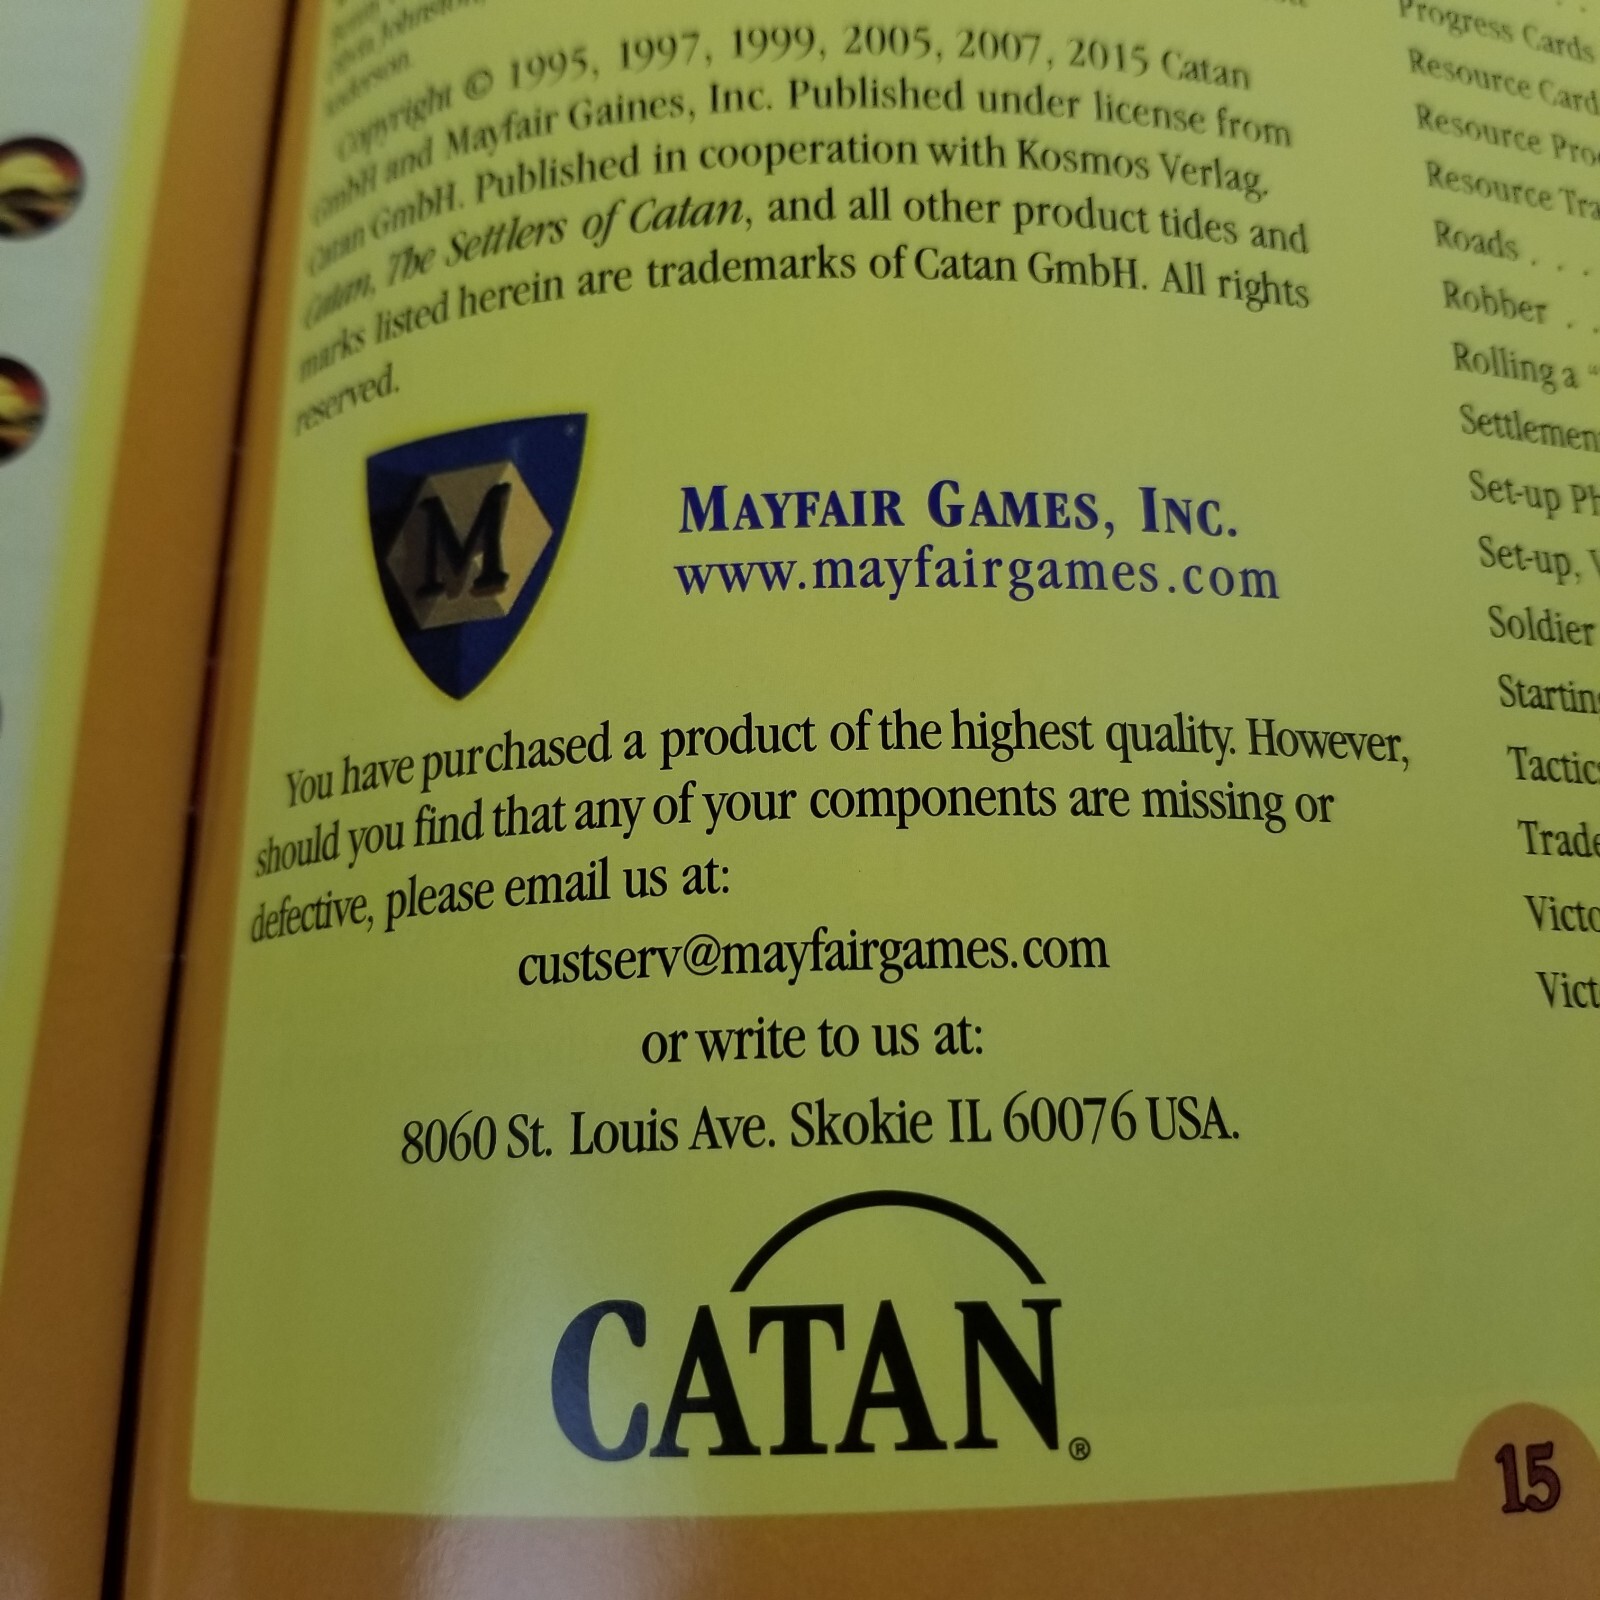 Johnston,
Anderson.
Copyright © 1995, 1997, 1999, 2005, 2007, 2015 Catan
GmbH and Mayfair Gaines, Inc. Published under license from
Catan GmbH. Published in cooperation with Kosmos Verlag.
Catan, The Settlers of Catan, and all other product tides and
marks listed herein are trademarks of Catan GmbH. All rights
reserved.
M
MAYFAIR GAMES, INC.
www.mayfairgames.com
You have purchased a product of the highest quality. However,
should you find that any of your components are missing or
defective, please email us at:
custserv@mayfairgames.com
or write to us at:
8060 St. Louis Ave. Skokie IL 60076 USA.
CATAN®
Progress Cards
Resource Card
Resource Pro
Resource Tra
Roads . . .
Robber . .
Rolling a "
Settlemen
Set-up Ph
Set-up, V
Soldier
Starting
Tactics
Trade
Victo
Vict
15